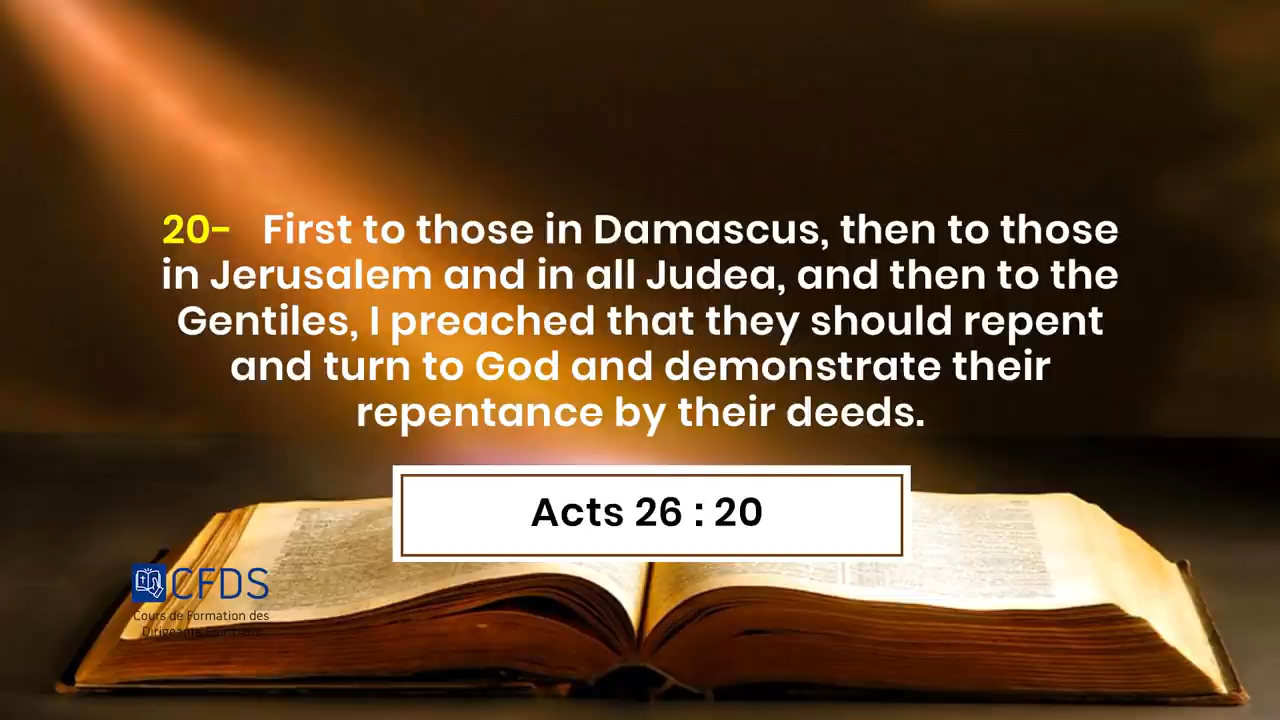 20- First to those in Damascus, then to those
in Jerusalem and in all Judea, and then to the
Gentiles, I preached that they should repent
and turn to God and demonstrate their
repentance by their deeds.
Acts 26 : 20
CFDS
Cours de Formation des
Dirigeants